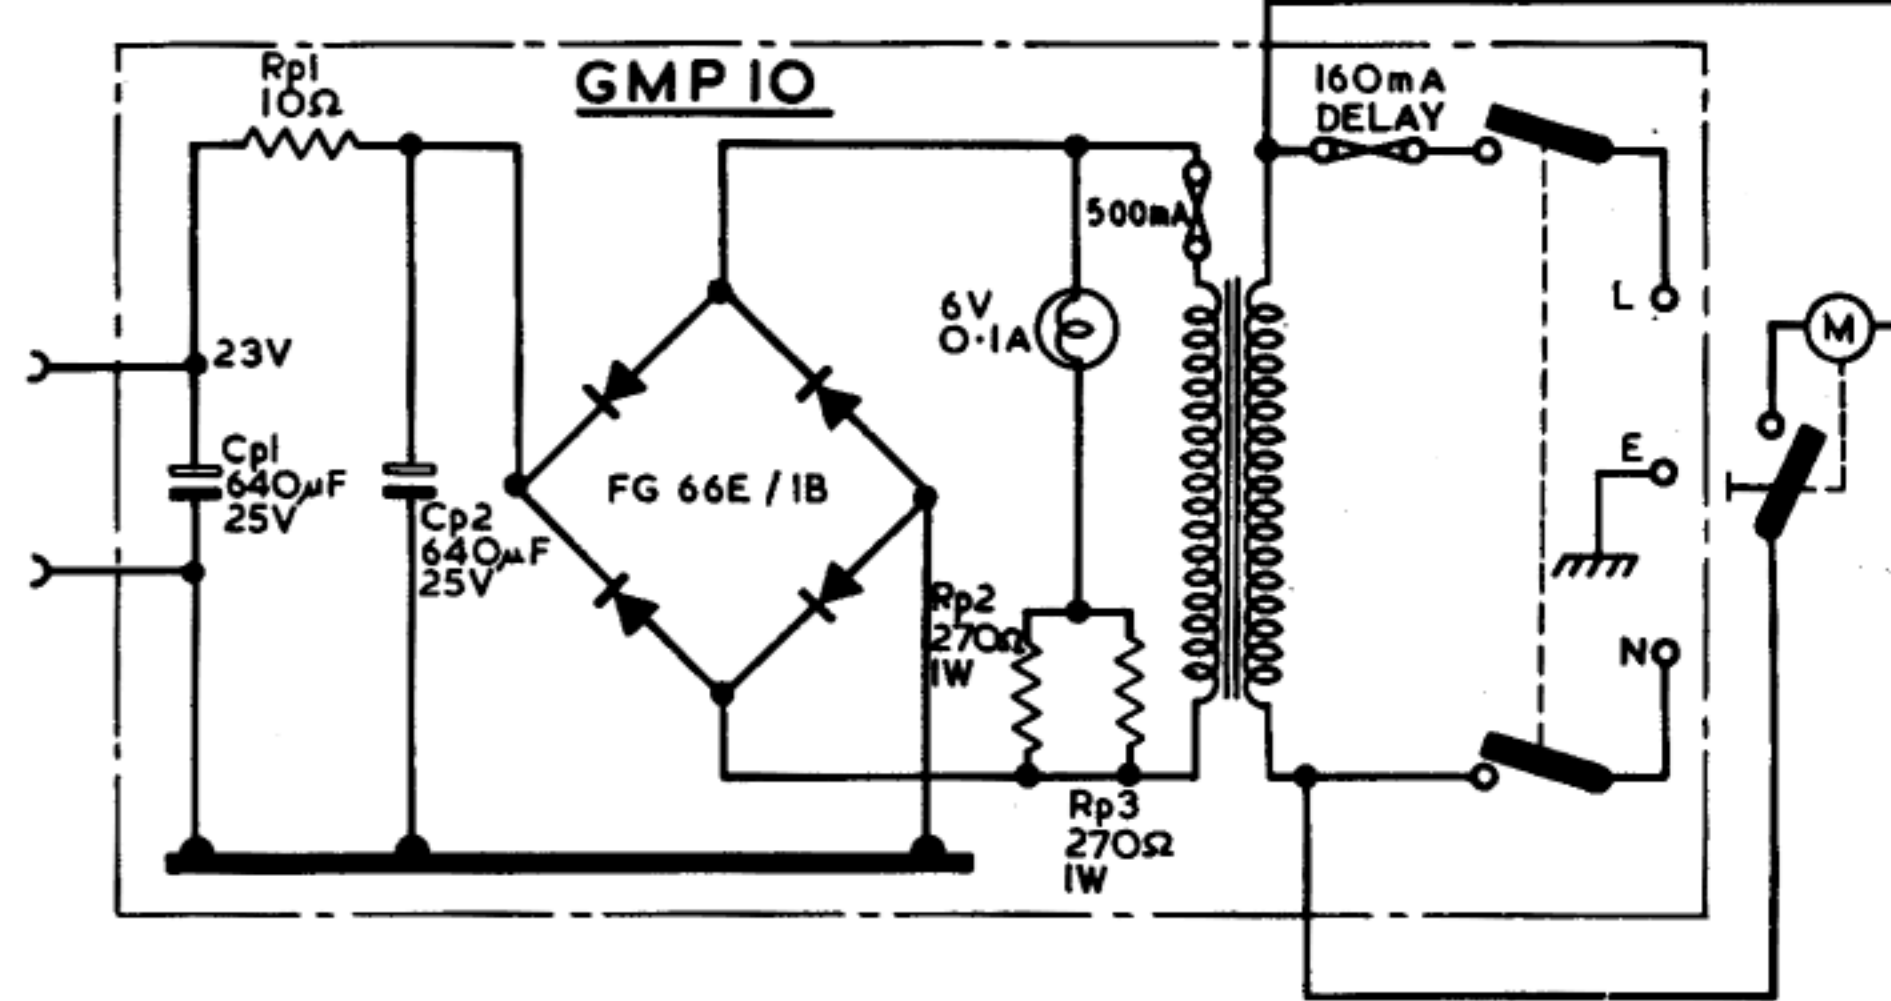 GMP 10
Rp1
10Ω
160mA
DELAY
500mA
L
6V
0·1A
M
23V
E
Cp1
640µF
25V
FG 66E / 1B
Cp2
640µF
25V
Rp2
270Ω
1W
N
Rp3
270Ω
1W